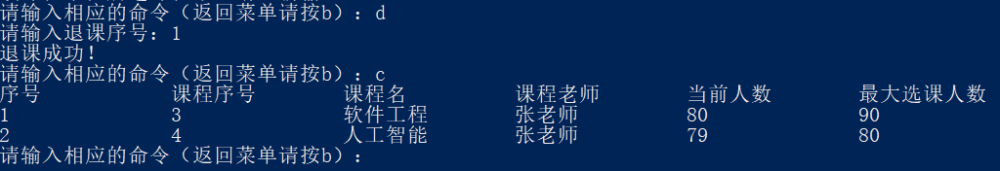 请输入相应的命令（返回菜单请按b）：d
请输入退课序号：1
退课成功！
请输入相应的命令（返回菜单请按b）：c
序号 课程序号 课程名 课程老师 当前人数 最大选课人数
1 3 软件工程 张老师 80 90
2 4 人工智能 张老师 79 80
请输入相应的命令（返回菜单请按b）：